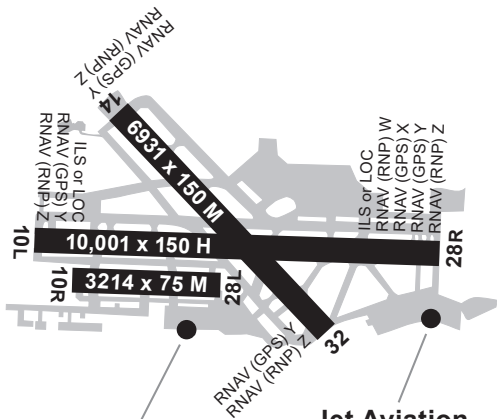 RNAV (GPS) Y
RNAV (RNP) Z
14
6931 x 150 M
ILS or LOC
RNAV (GPS) Y
RNAV (RNP) Z
10L
10,001 x 150 H
ILS or LOC
RNAV (RNP) W
RNAV (GPS) X
RNAV (GPS) Y
RNAV (RNP) Z
28R
10R
3214 x 75 M
28L
RNAV (GPS) Y
RNAV (RNP) Z
32
Jet Aviation